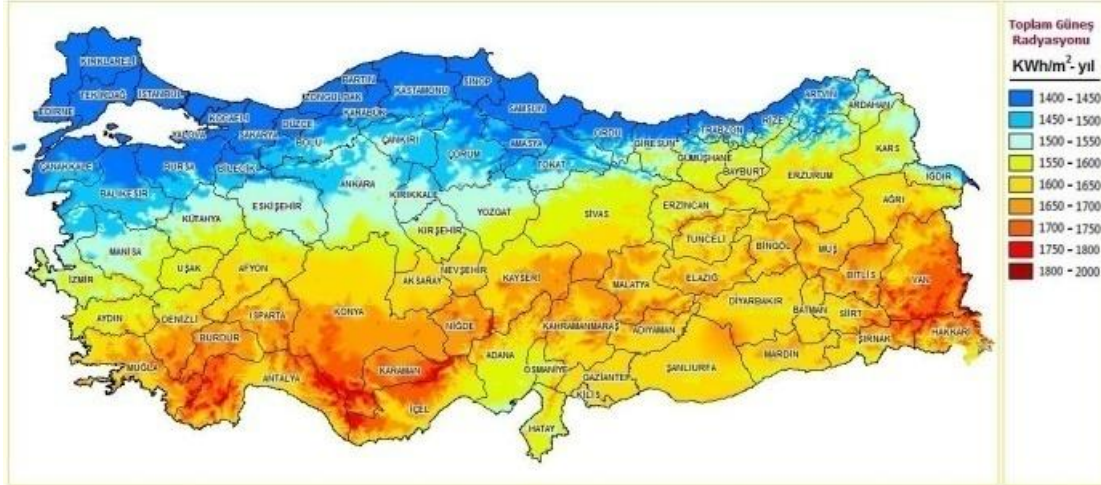 Toplam Güneş
Radyasyonu
KWh/m²-yıl
1400 - 1450
1450 - 1500
1500 - 1550
1550 - 1600
1600 - 1650
1650 - 1700
1700 - 1750
1750 - 1800
1800 - 2000
KIRKLARELİ
EDİRNE
TEKİRDAĞ
İSTANBUL
KOCAELİ
YALOVA
SAKARYA
DÜZCE
ZONGULDAK
BARTIN
KARABÜK
KASTAMONU
SİNOP
SAMSUN
ORDU
GİRESUN
TRABZON
RİZE
ARTVİN
ARDAHAN
KARS
IĞDIR
ÇANAKKALE
BALIKESİR
BURSA
BİLECİK
BOLU
ÇANKIRI
ÇORUM
AMASYA
TOKAT
GÜMÜŞHANE
BAYBURT
ERZURUM
AĞRI
KÜTAHYA
ESKİŞEHİR
ANKARA
KIRIKKALE
YOZGAT
SİVAS
ERZİNCAN
TUNCELİ
BİNGÖL
MUŞ
MANİSA
İZMİR
UŞAK
AFYON
KIRŞEHİR
NEVŞEHİR
AKSARAY
KAYSERİ
MALATYA
ELAZIĞ
BİTLİS
VAN
AYDIN
DENİZLİ
ISPARTA
KONYA
NİĞDE
KAHRAMANMARAŞ
ADIYAMAN
DİYARBAKIR
BATMAN
SİİRT
ŞIRNAK
HAKKARİ
MUĞLA
BURDUR
ANTALYA
KARAMAN
İÇEL
ADANA
OSMANİYE
GAZİANTEP
KİLİS
ŞANLIURFA
MARDİN
HATAY